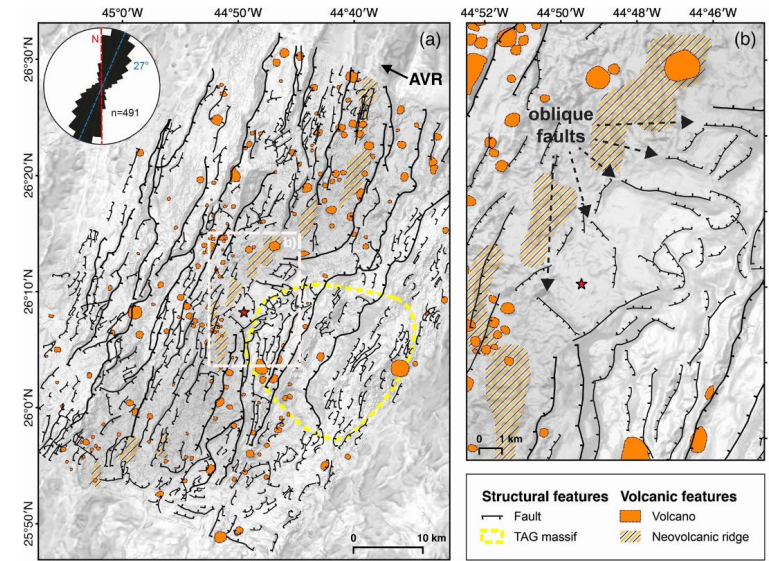 45°0'W
44°50'W
44°40'W
44°52'W
44°50'W
44°48'W
44°46'W
26°30'N
26°20'N
26°10'N
26°0'N
25°50'N
N
27°
n=491
(a)
AVR
b)
0
10 km
(b)
oblique
faults
0
1 km
Structural features
Fault
TAG massif
Volcanic features
Volcano
Neovolcanic ridge